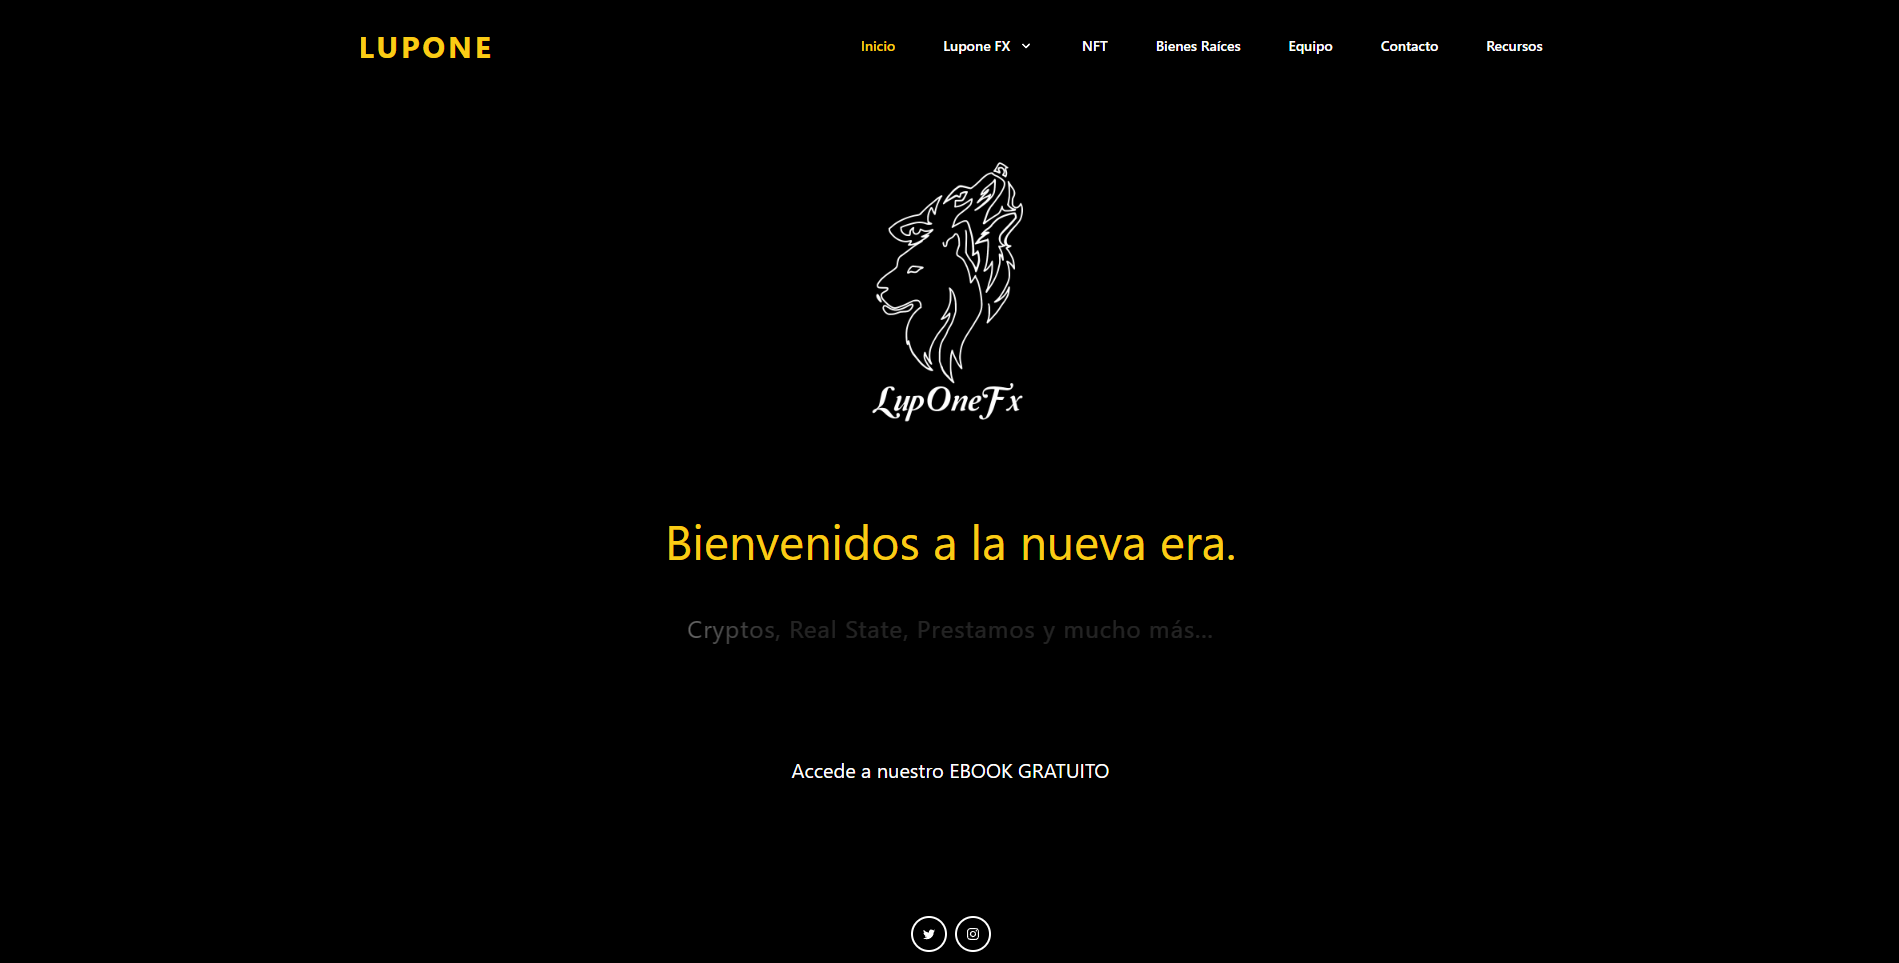 LUPONE
Inicio Lupone FX NFT Bienes Raíces Equipo Contacto Recursos
LupOneFx
Bienvenidos a la nueva era.
Cryptos, Real State, Prestamos y mucho más...
Accede a nuestro EBOOK GRATUITO